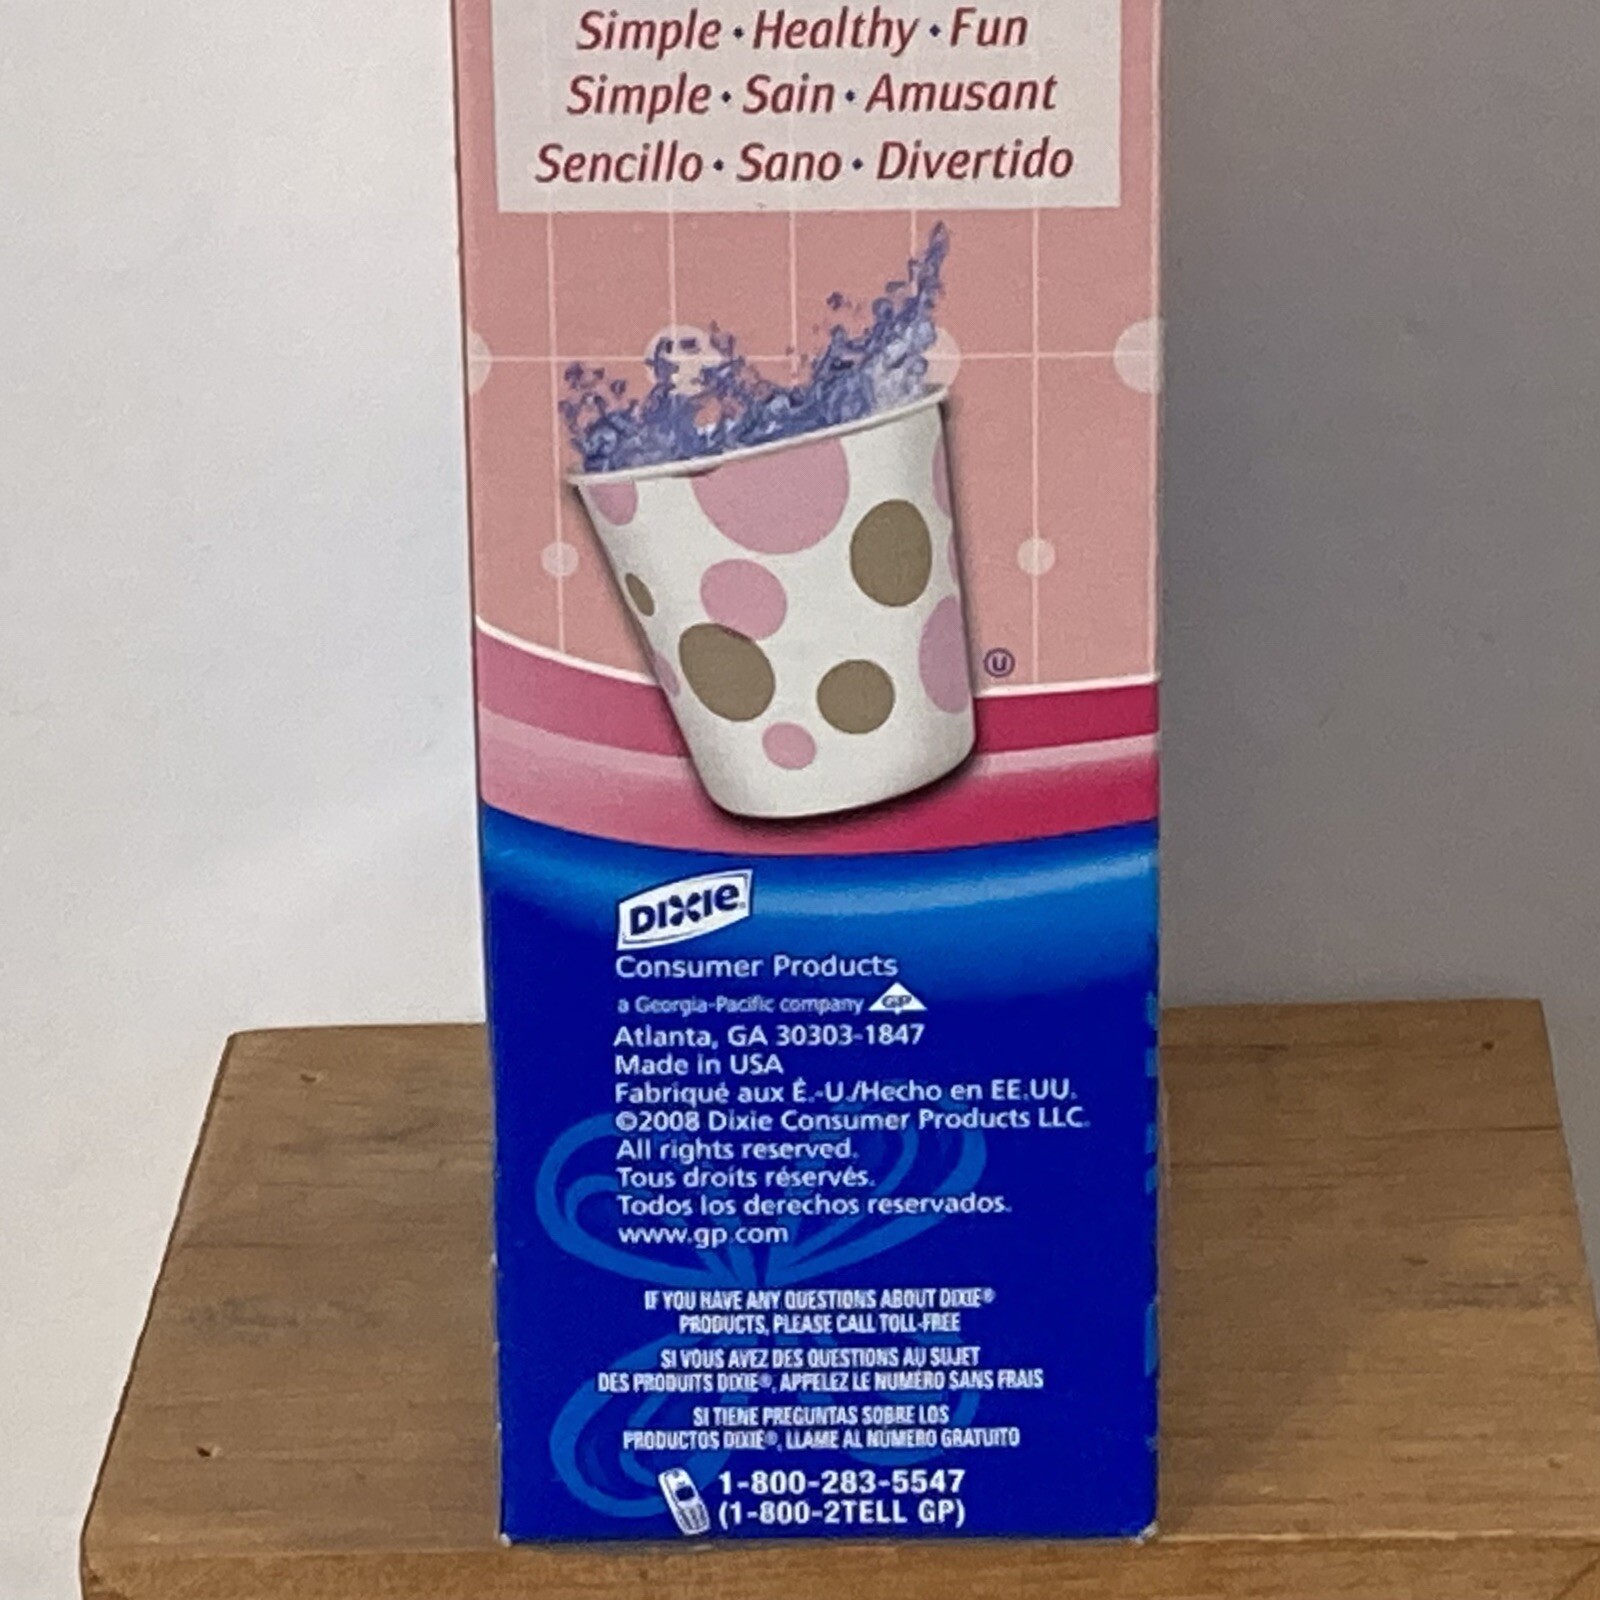 Simple • Healthy • Fun
Simple • Sain • Amusant
Sencillo • Sano • Divertido
U
DIXIE
Consumer Products
a Georgia-Pacific company GP
Atlanta, GA 30303-1847
Made in USA
Fabriqué aux É.-U./Hecho en EE.UU.
©2008 Dixie Consumer Products LLC.
All rights reserved.
Tous droits réservés.
Todos los derechos reservados.
www.gp.com
IF YOU HAVE ANY QUESTIONS ABOUT DIXIE®
PRODUCTS, PLEASE CALL TOLL-FREE
SI VOUS AVEZ DES QUESTIONS AU SUJET
DES PRODUITS DIXIE®, APPELEZ LE NUMÉRO SANS FRAIS
SI TIENE PREGUNTAS SOBRE LOS
PRODUCTOS DIXIE®, LLAME AL NÚMERO GRATUITO
1-800-283-5547
(1-800-2TELL GP)